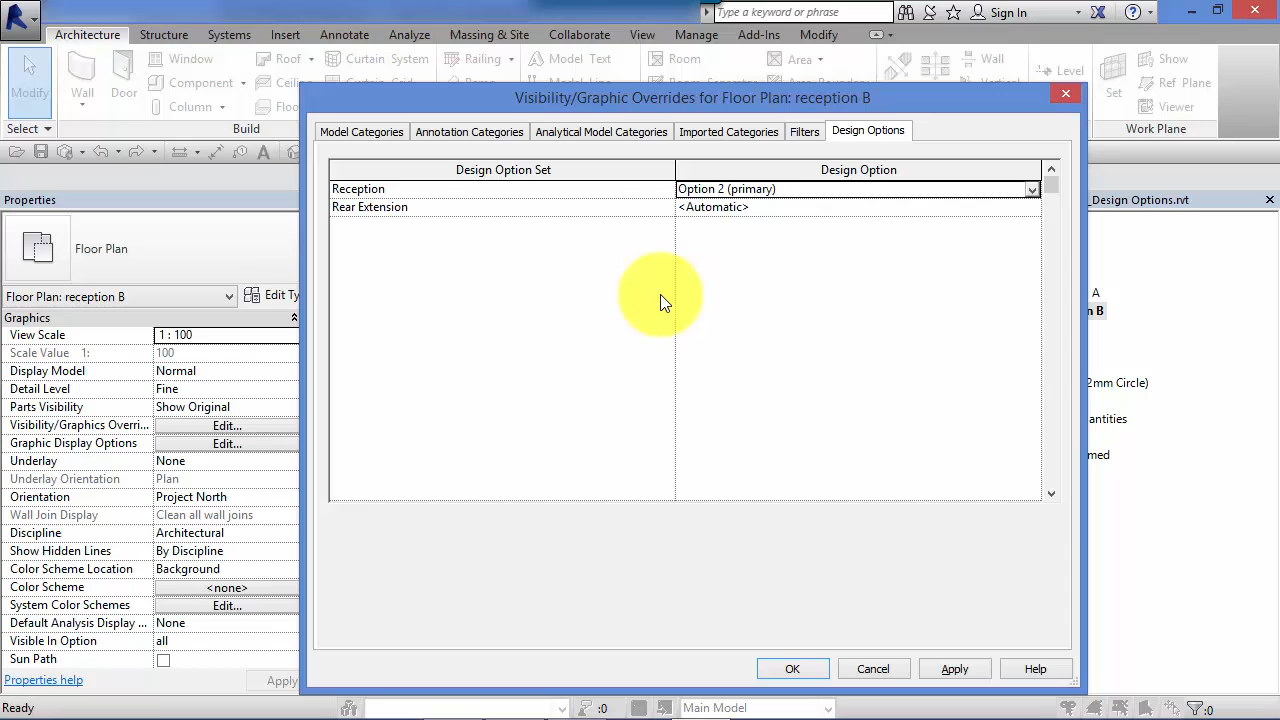 Type a keyword or phrase
Sign In
Architecture Structure Systems Insert Annotate Analyze Massing & Site Collaborate View Manage Add-Ins Modify
Modify
Wall
Door
Window
Component
Column
Roof
Curtain System
Railing
Model Text
Room
Area
Wall
Level
Set
Show
Ref Plane
Viewer
Select
Build
Work Plane
Visibility/Graphic Overrides for Floor Plan: reception B
Model Categories Annotation Categories Analytical Model Categories Imported Categories Filters Design Options
Design Option Set Design Option
Reception Option 2 (primary)
Rear Extension <Automatic>
OK Cancel Apply Help
Properties
Floor Plan
Floor Plan: reception B
Graphics
View Scale 1 : 100
Scale Value 1: 100
Display Model Normal
Detail Level Fine
Parts Visibility Show Original
Visibility/Graphics Overri... Edit...
Graphic Display Options Edit...
Underlay None
Underlay Orientation Plan
Orientation Project North
Wall Join Display Clean all wall joins
Discipline Architectural
Show Hidden Lines By Discipline
Color Scheme Location Background
Color Scheme <none>
System Color Schemes Edit...
Default Analysis Display ... None
Visible In Option all
Sun Path
Properties help Apply
Design Options.rvt
A
n B
2mm Circle)
antities
med
Ready
:0
Main Model
:0